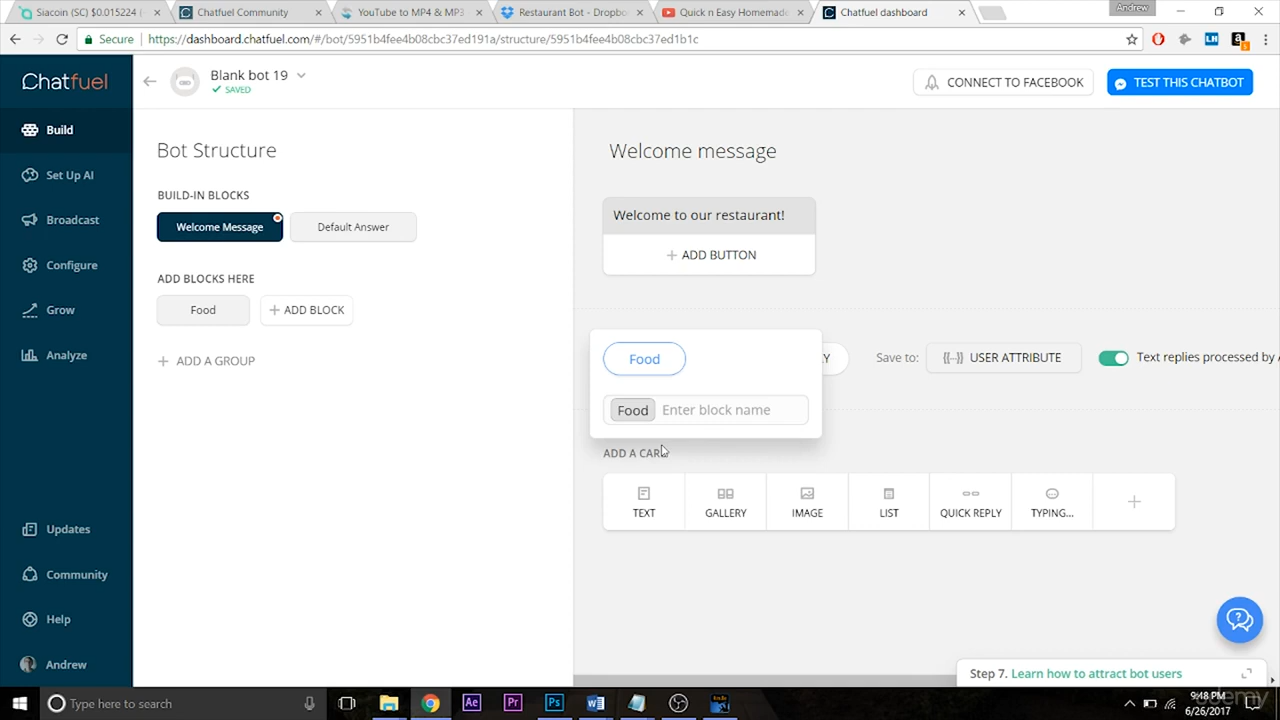 Siacoin (SC) $0.015224
Chatfuel Community
YouTube to MP4 & MP3
Restaurant Bot - Dropbo
Quick n Easy Homemade
Chatfuel dashboard
Andrew
Secure
https://dashboard.chatfuel.com/#/bot/5951b4fee4b08cbc37ed191a/structure/5951b4fee4b08cbc37ed1b1c
Chatfuel
Blank bot 19
SAVED
CONNECT TO FACEBOOK
TEST THIS CHATBOT
Build
Set Up AI
Broadcast
Configure
Grow
Analyze
Updates
Community
Help
Andrew
Bot Structure
BUILD-IN BLOCKS
Welcome Message
Default Answer
ADD BLOCKS HERE
Food
+ ADD BLOCK
+ ADD A GROUP
Welcome message
Welcome to our restaurant!
+ ADD BUTTON
Food
Y
Save to:
{{...}} USER ATTRIBUTE
Text replies processed by A
Food Enter block name
ADD A CARD
TEXT
GALLERY
IMAGE
LIST
QUICK REPLY
TYPING...
Step 7. Learn how to attract bot users
Type here to search
9:48 PM
6/26/2017
udemy